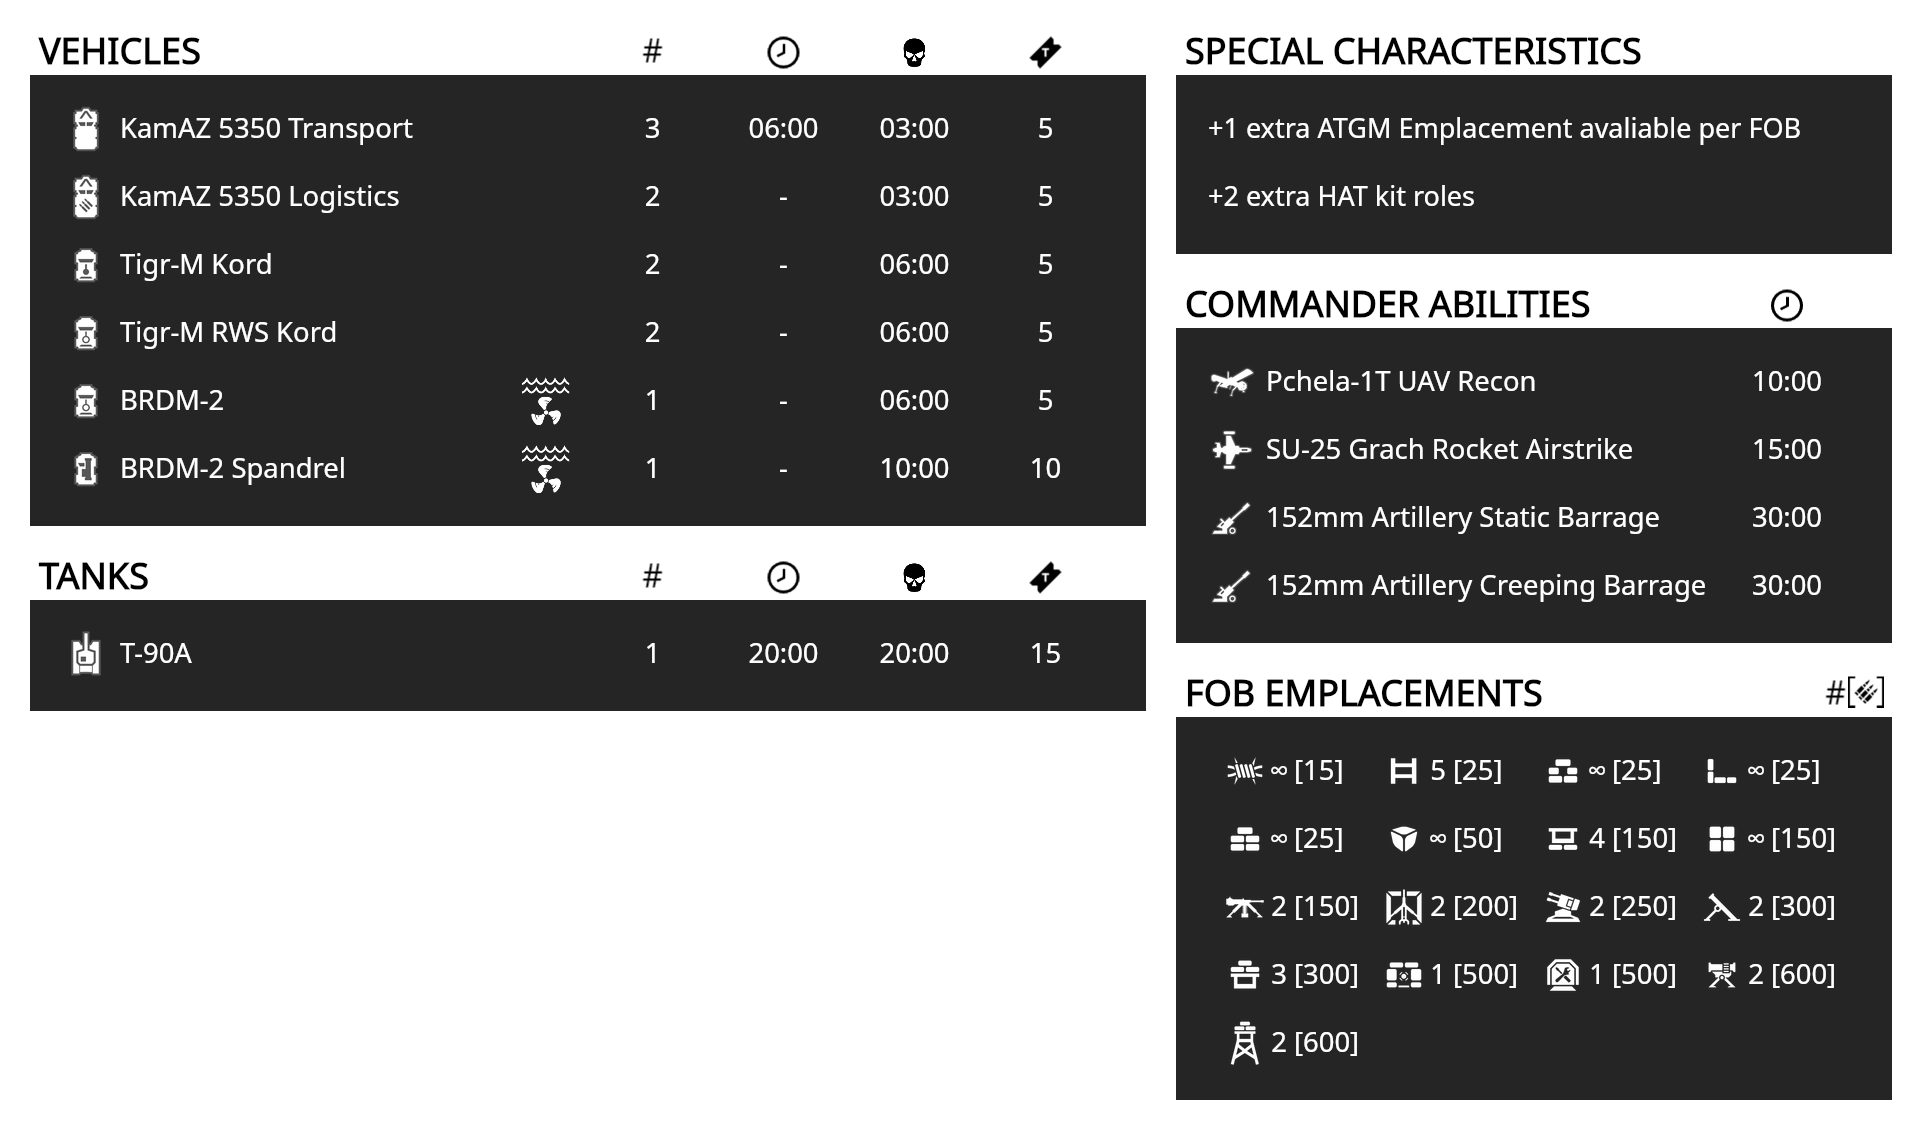 VEHICLES #
KamAZ 5350 Transport 3 06:00 03:00 5
KamAZ 5350 Logistics 2 - 03:00 5
Tigr-M Kord 2 - 06:00 5
Tigr-M RWS Kord 2 - 06:00 5
BRDM-2 1 - 06:00 5
BRDM-2 Spandrel 1 - 10:00 10
TANKS #
T-90A 1 20:00 20:00 15
SPECIAL CHARACTERISTICS
+1 extra ATGM Emplacement avaliable per FOB
+2 extra HAT kit roles
COMMANDER ABILITIES
Pchela-1T UAV Recon 10:00
SU-25 Grach Rocket Airstrike 15:00
152mm Artillery Static Barrage 30:00
152mm Artillery Creeping Barrage 30:00
FOB EMPLACEMENTS #[]
∞ [15] 5 [25] ∞ [25] ∞ [25]
∞ [25] ∞ [50] 4 [150] ∞ [150]
2 [150] 2 [200] 2 [250] 2 [300]
3 [300] 1 [500] 1 [500] 2 [600]
2 [600]